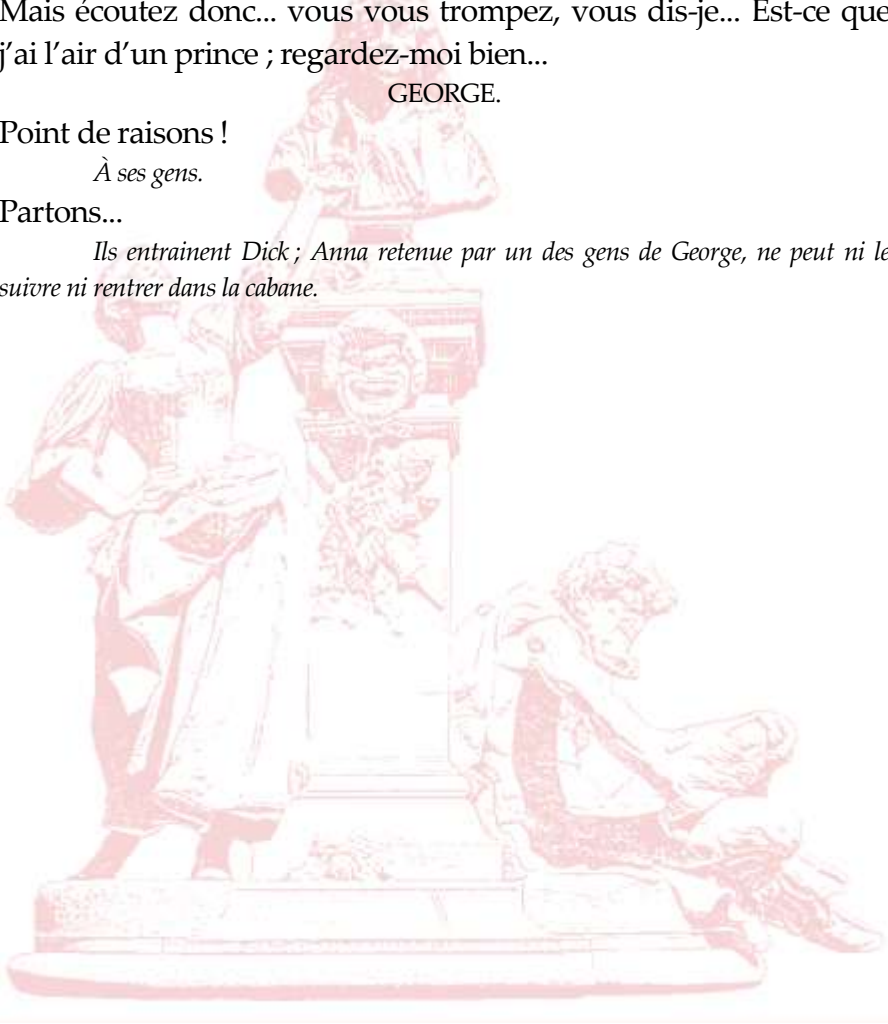 Mais écoutez donc... vous vous trompez, vous dis-je... Est-ce que
j’ai l’air d’un prince ; regardez-moi bien...
GEORGE.
Point de raisons !
À ses gens.
Partons...
Ils entrainent Dick ; Anna retenue par un des gens de George, ne peut ni le
suivre ni rentrer dans la cabane.